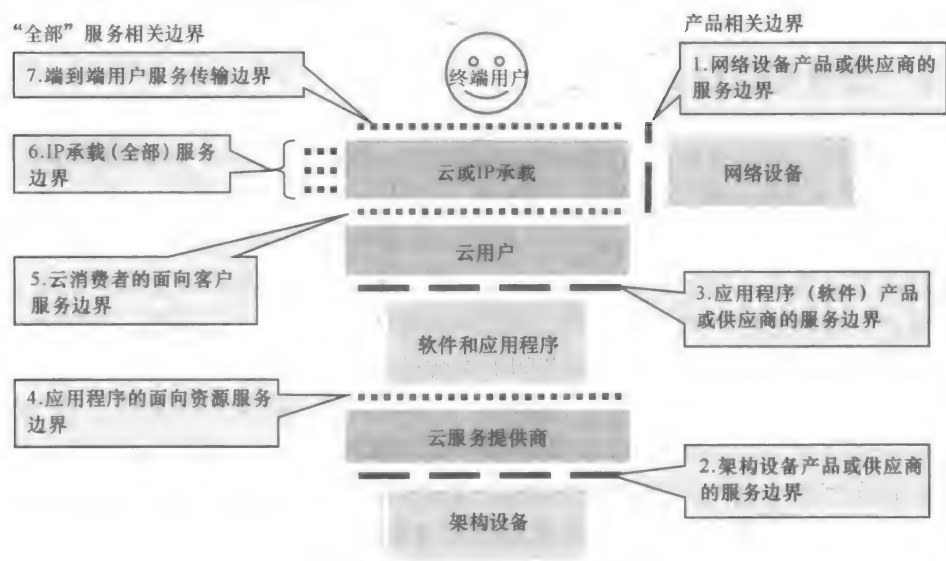 “全部”服务相关边界
产品相关边界
7.端到端用户服务传输边界
终端用户
1.网络设备产品或供应商的
服务边界
6.IP承载(全部)服务
边界
云或IP承载
网络设备
云用户
5.云消费者的面向客户
服务边界
3.应用程序（软件）产品
或供应商的服务边界
软件和应用程序
4.应用程序的面向资源服务
边界
云服务提供商
2.架构设备产品或供应商
的服务边界
架构设备